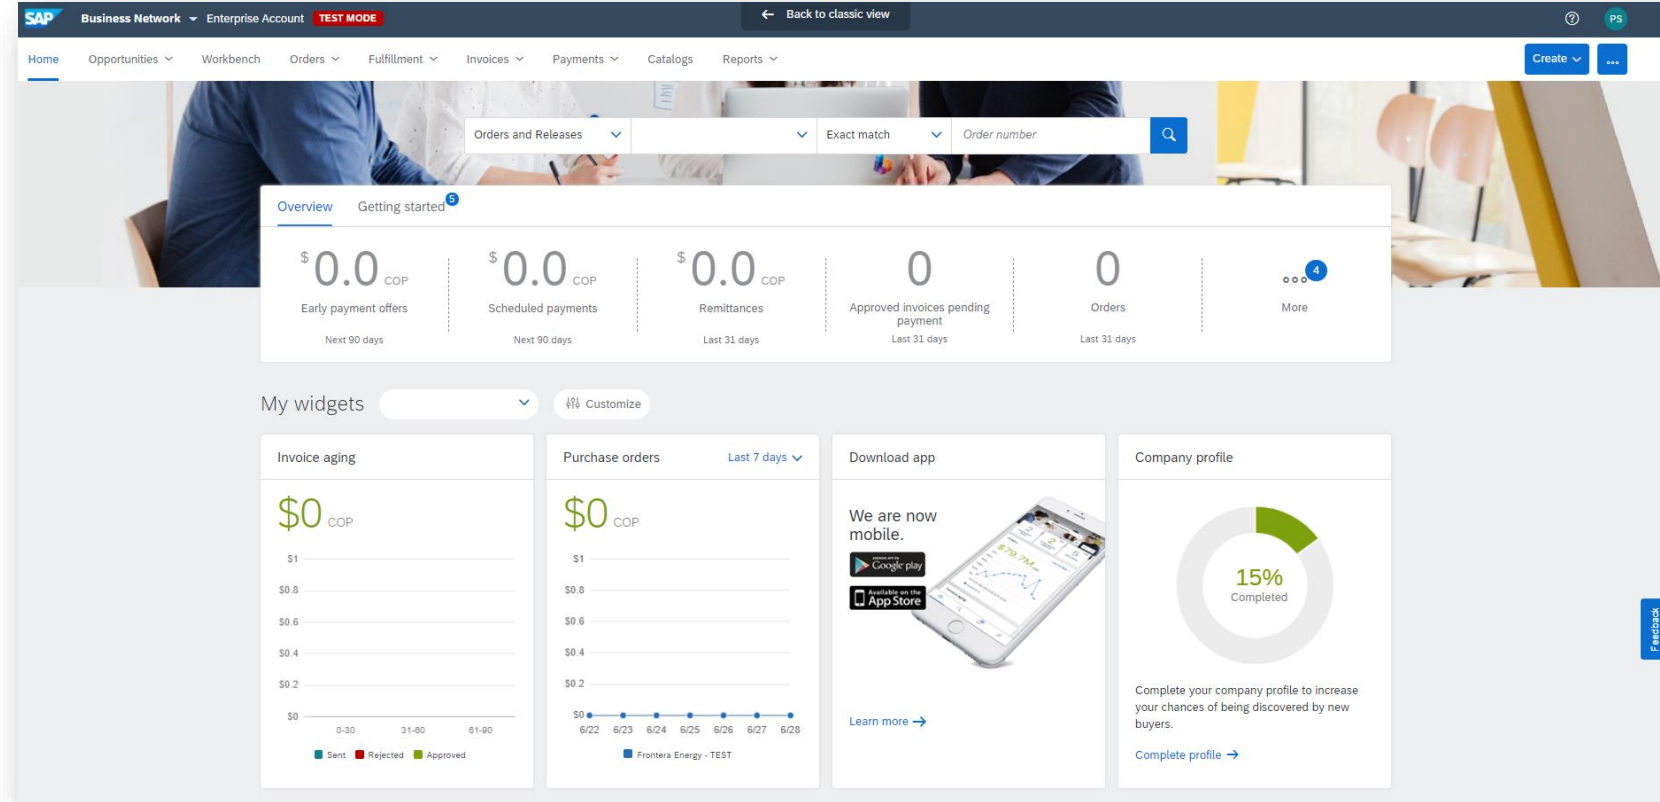 SAP Business Network Enterprise Account TEST MODE
← Back to classic view
PS
Home Opportunities Workbench Orders Fulfillment Invoices Payments Catalogs Reports
Create
Orders and Releases
Exact match
Order number
Overview Getting started 5
$ 0.0 COP
Early payment offers
Next 90 days
$ 0.0 COP
Scheduled payments
Next 90 days
$ 0.0 COP
Remittances
Last 31 days
0
Approved invoices pending
payment
Last 31 days
0
Orders
Last 31 days
4
More
My widgets
Customize
Invoice aging
$0 COP
$1
$0.8
$0.6
$0.4
$0.2
$0
0-30 31-60 61-90
Sent Rejected Approved
Purchase orders Last 7 days
$0 COP
$1
$0.8
$0.6
$0.4
$0.2
$0
6/22 6/23 6/24 6/25 6/26 6/27 6/28
Frontera Energy - TEST
Download app
We are now
mobile.
Google play
Available on the
App Store
$79.7M
Learn more →
Company profile
15%
Completed
Complete your company profile to increase
your chances of being discovered by new
buyers.
Complete profile →
Feedback